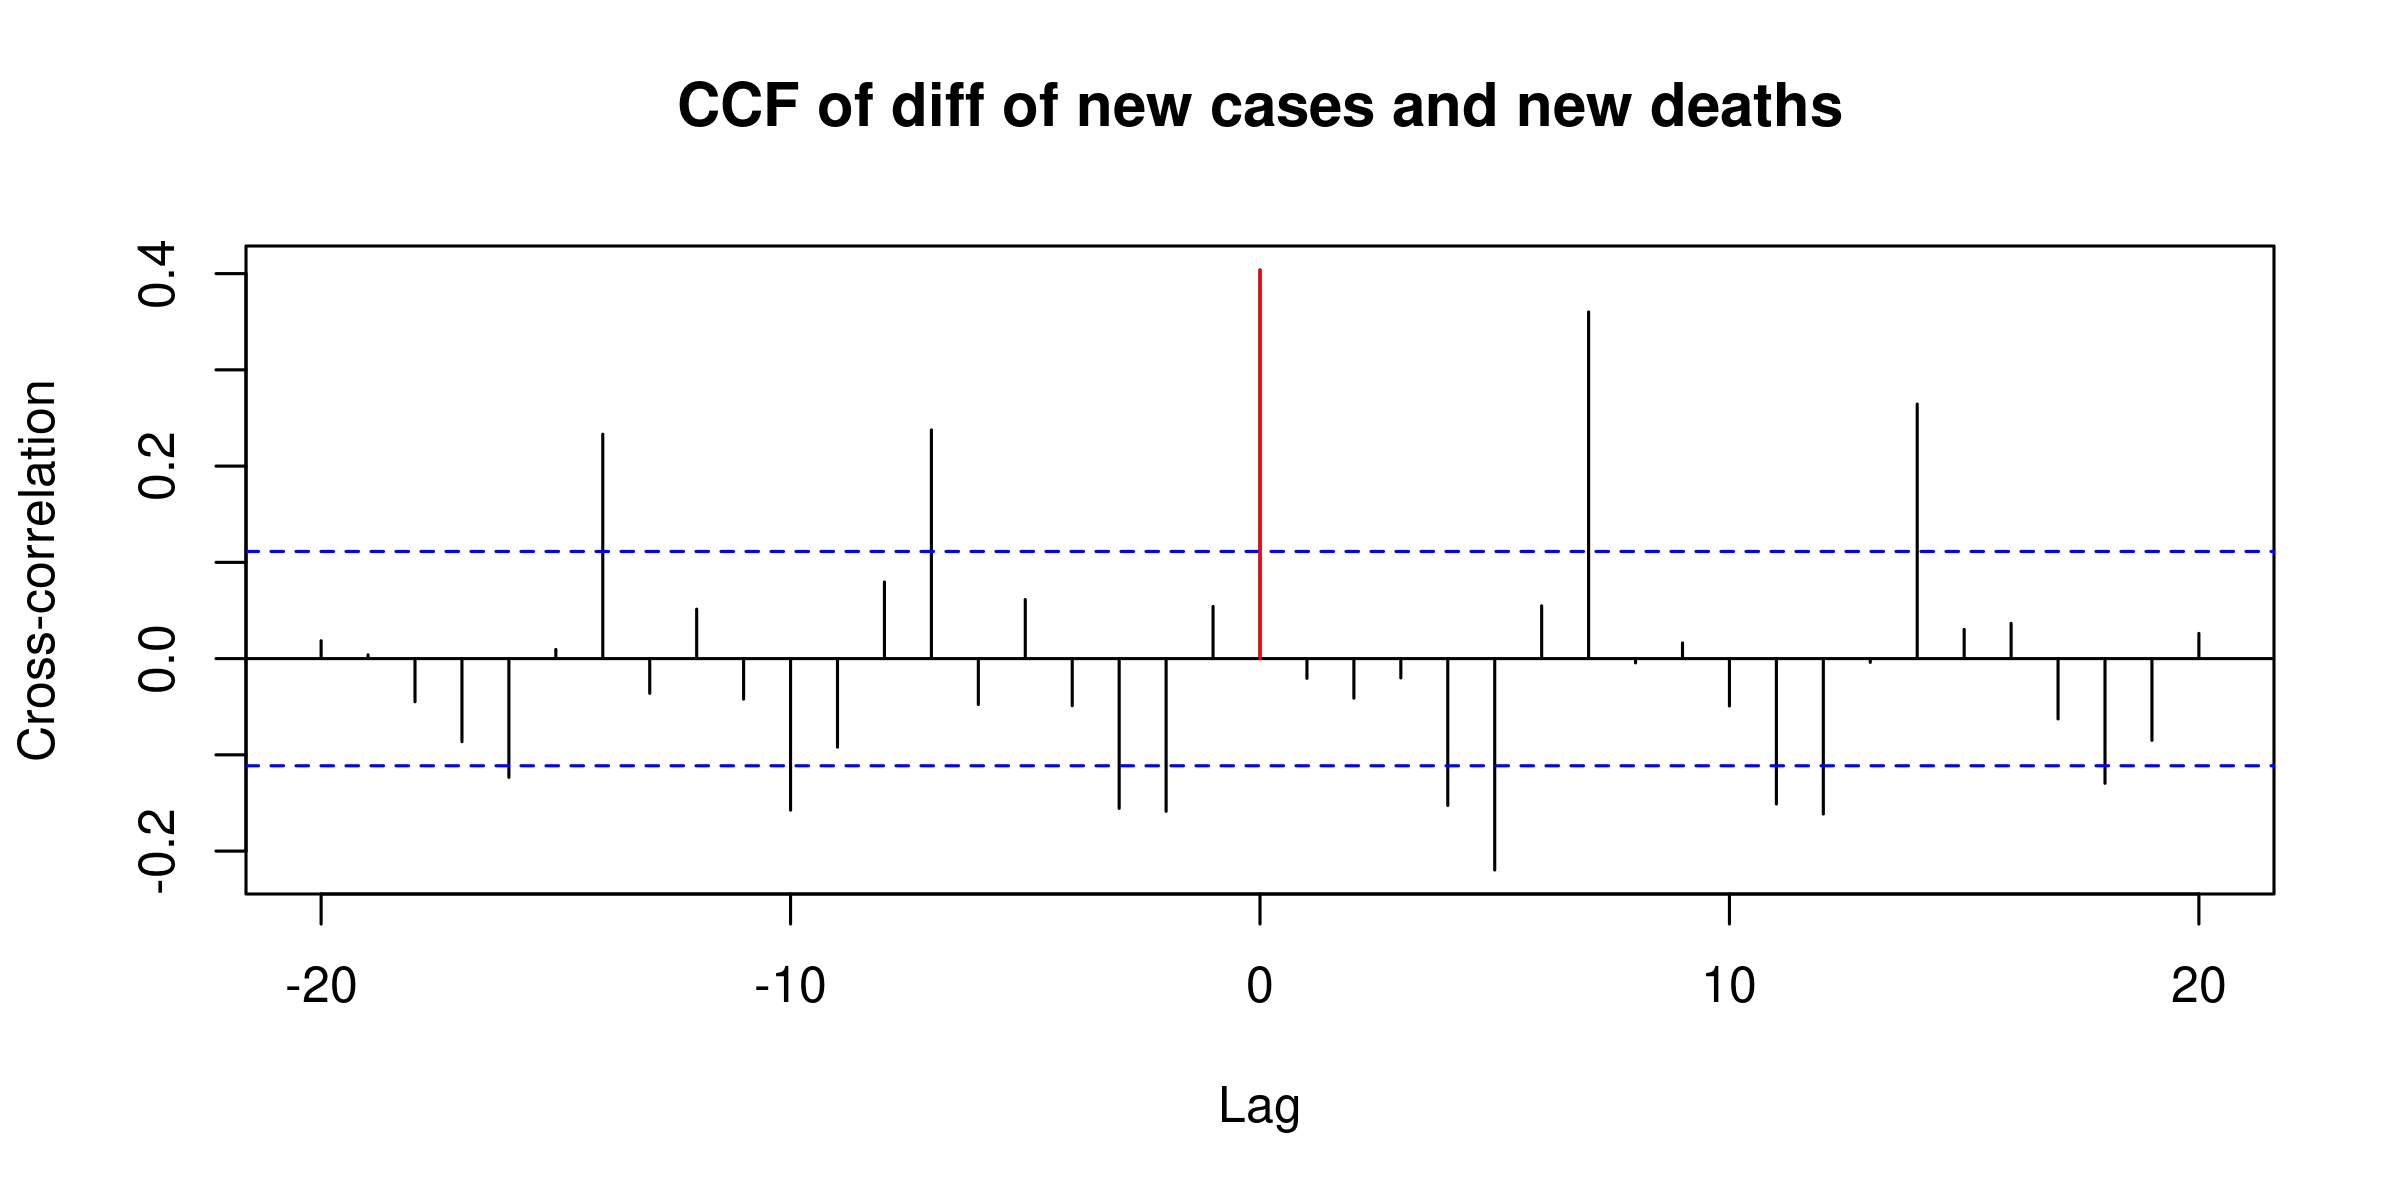 CCF of diff of new cases and new deaths
Cross-correlation
0.4
0.2
0.0
-0.2
-20 -10 0 10 20
Lag